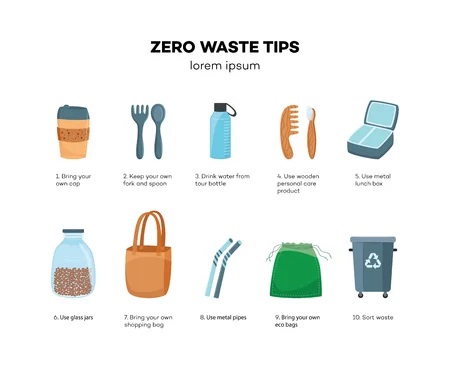 ZERO WASTE TIPS
lorem ipsum
1. Bring your
own cap
2. Keep your own
fork and spoon
3. Drink water from
tour bottle
4. Use wooden
personal care
product
5. Use metal
lunch box
6. Use glass jars
7. Bring your own
shopping bag
8. Use metal pipes
9. Bring your own
eco bags
10. Sort waste